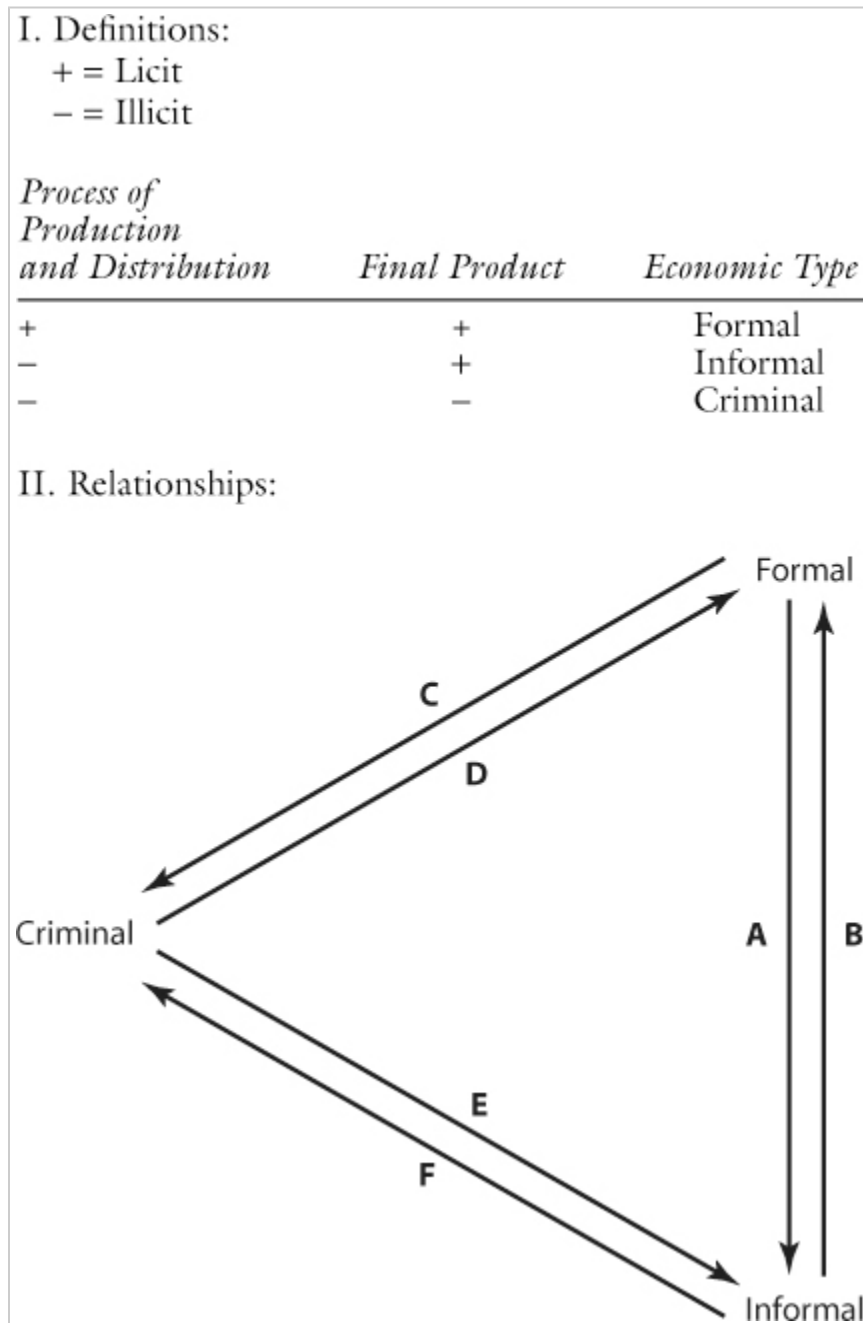 I. Definitions:
+ = Licit
− = Illicit
Process of
Production
and Distribution Final Product Economic Type
+ + Formal
− + Informal
− − Criminal
II. Relationships:
Formal
C
D
Criminal
A B
E
F
Informal